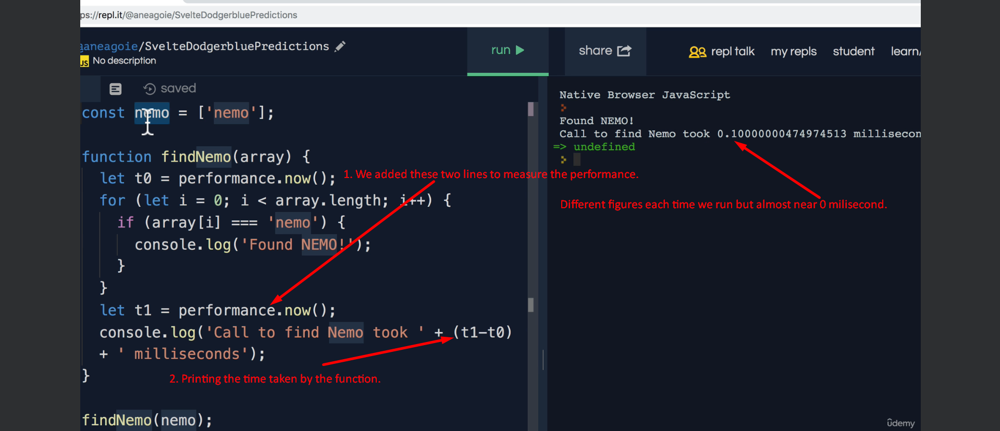 ps://repl.it/@aneagoie/SvelteDodgerbluePredictions
@aneagoie/SvelteDodgerbluePredictions
run
share
repl talk
my repls
student
learn/
JS No description
saved
const nemo = ['nemo'];
function findNemo(array) {
let t0 = performance.now();
for (let i = 0; i < array.length; i++) {
if (array[i] === 'nemo') {
console.log('Found NEMO!');
}
}
let t1 = performance.now();
console.log('Call to find Nemo took ' + (t1-t0)
+ ' milliseconds');
}
findNemo(nemo);
1. We added these two lines to measure the performance.
2. Printing the time taken by the function.
Native Browser JavaScript
>
Found NEMO!
Call to find Nemo took 0.10000000474974513 millisecon
=> undefined
>
Different figures each time we run but almost near 0 milisecond.
ûdemy